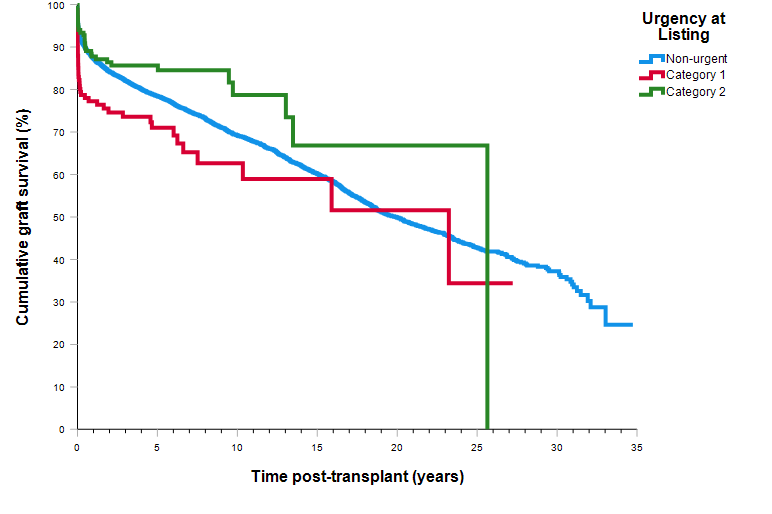 Urgency at
Listing
Non-urgent
Category 1
Category 2
Cumulative graft survival (%)
100
90
80
70
60
50
40
30
20
10
0
0 5 10 15 20 25 30 35
Time post-transplant (years)